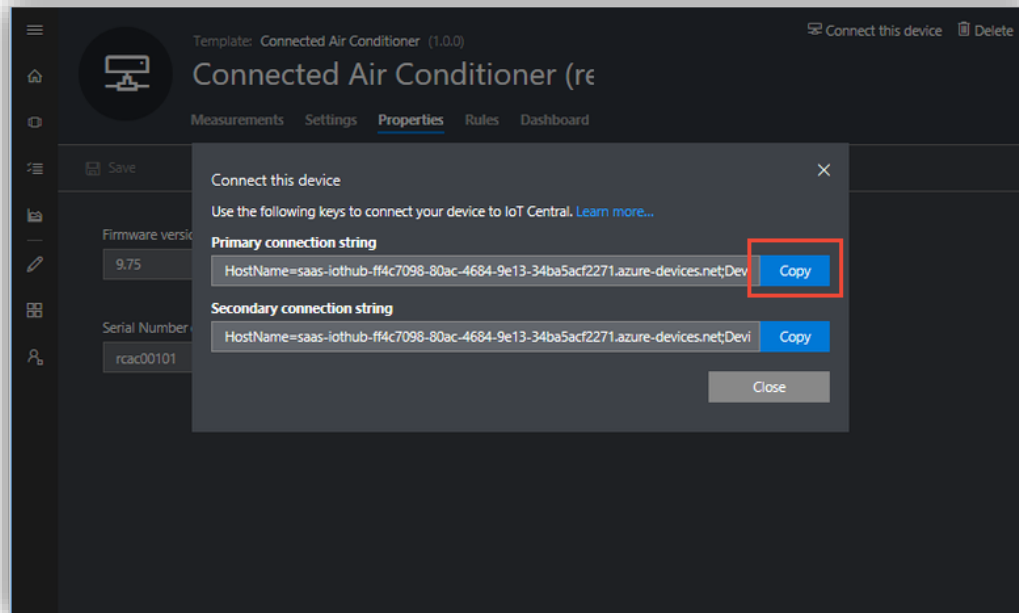 Connect this device Delete
Template: Connected Air Conditioner (1.0.0)
Connected Air Conditioner (re
Measurements Settings Properties Rules Dashboard
Save
Connect this device
Use the following keys to connect your device to IoT Central. Learn more...
Firmware versic
Primary connection string
9.75
HostName=saas-iothub-ff4c7098-80ac-4684-9e13-34ba5acf2271.azure-devices.net;Dev Copy
Secondary connection string
Serial Number
HostName=saas-iothub-ff4c7098-80ac-4684-9e13-34ba5acf2271.azure-devices.net;Devi Copy
rcac00101
Close